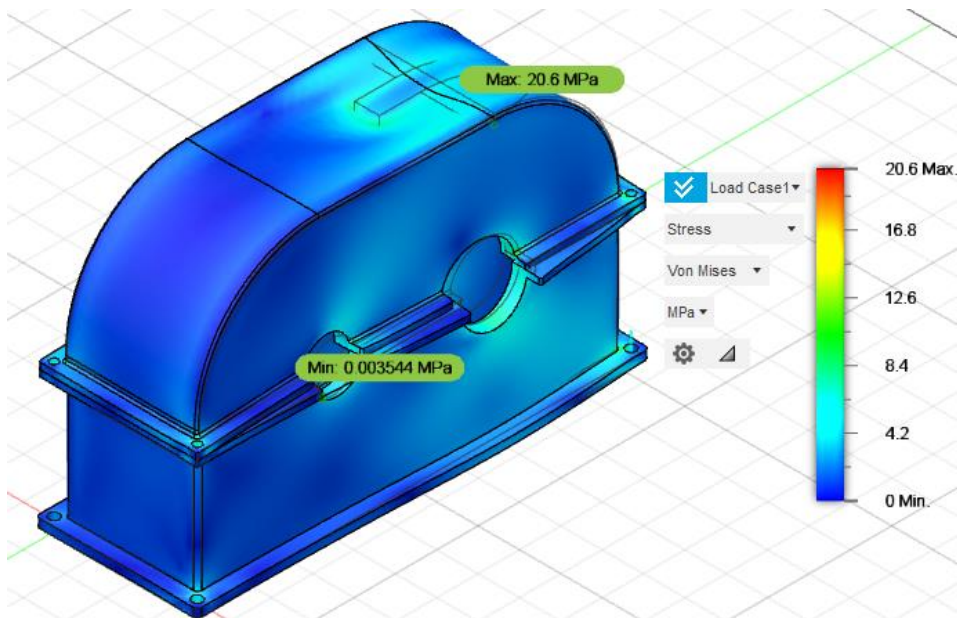 Max: 20.6 MPa
Min: 0.003544 MPa
Load Case1
Stress
Von Mises
MPa
20.6 Max.
16.8
12.6
8.4
4.2
0 Min.